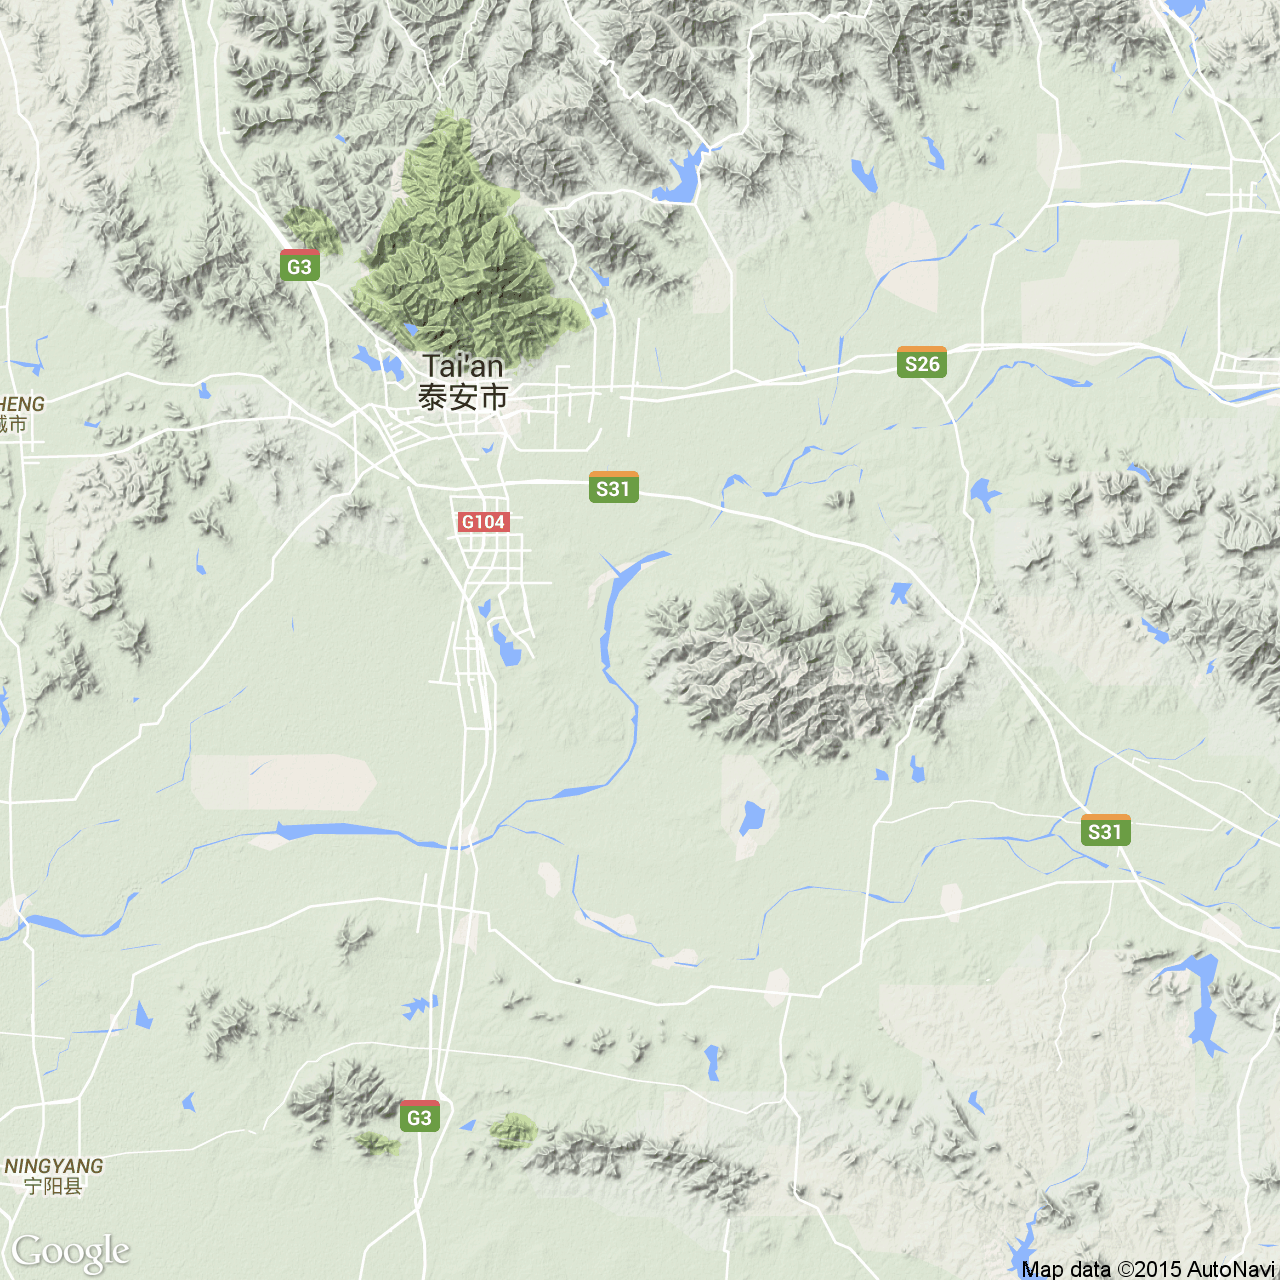 G3
Tai'an
泰安市
S26
HENG
城市
S31
G104
S31
G3
NINGYANG
宁阳县
Google
Map data ©2015 AutoNavi